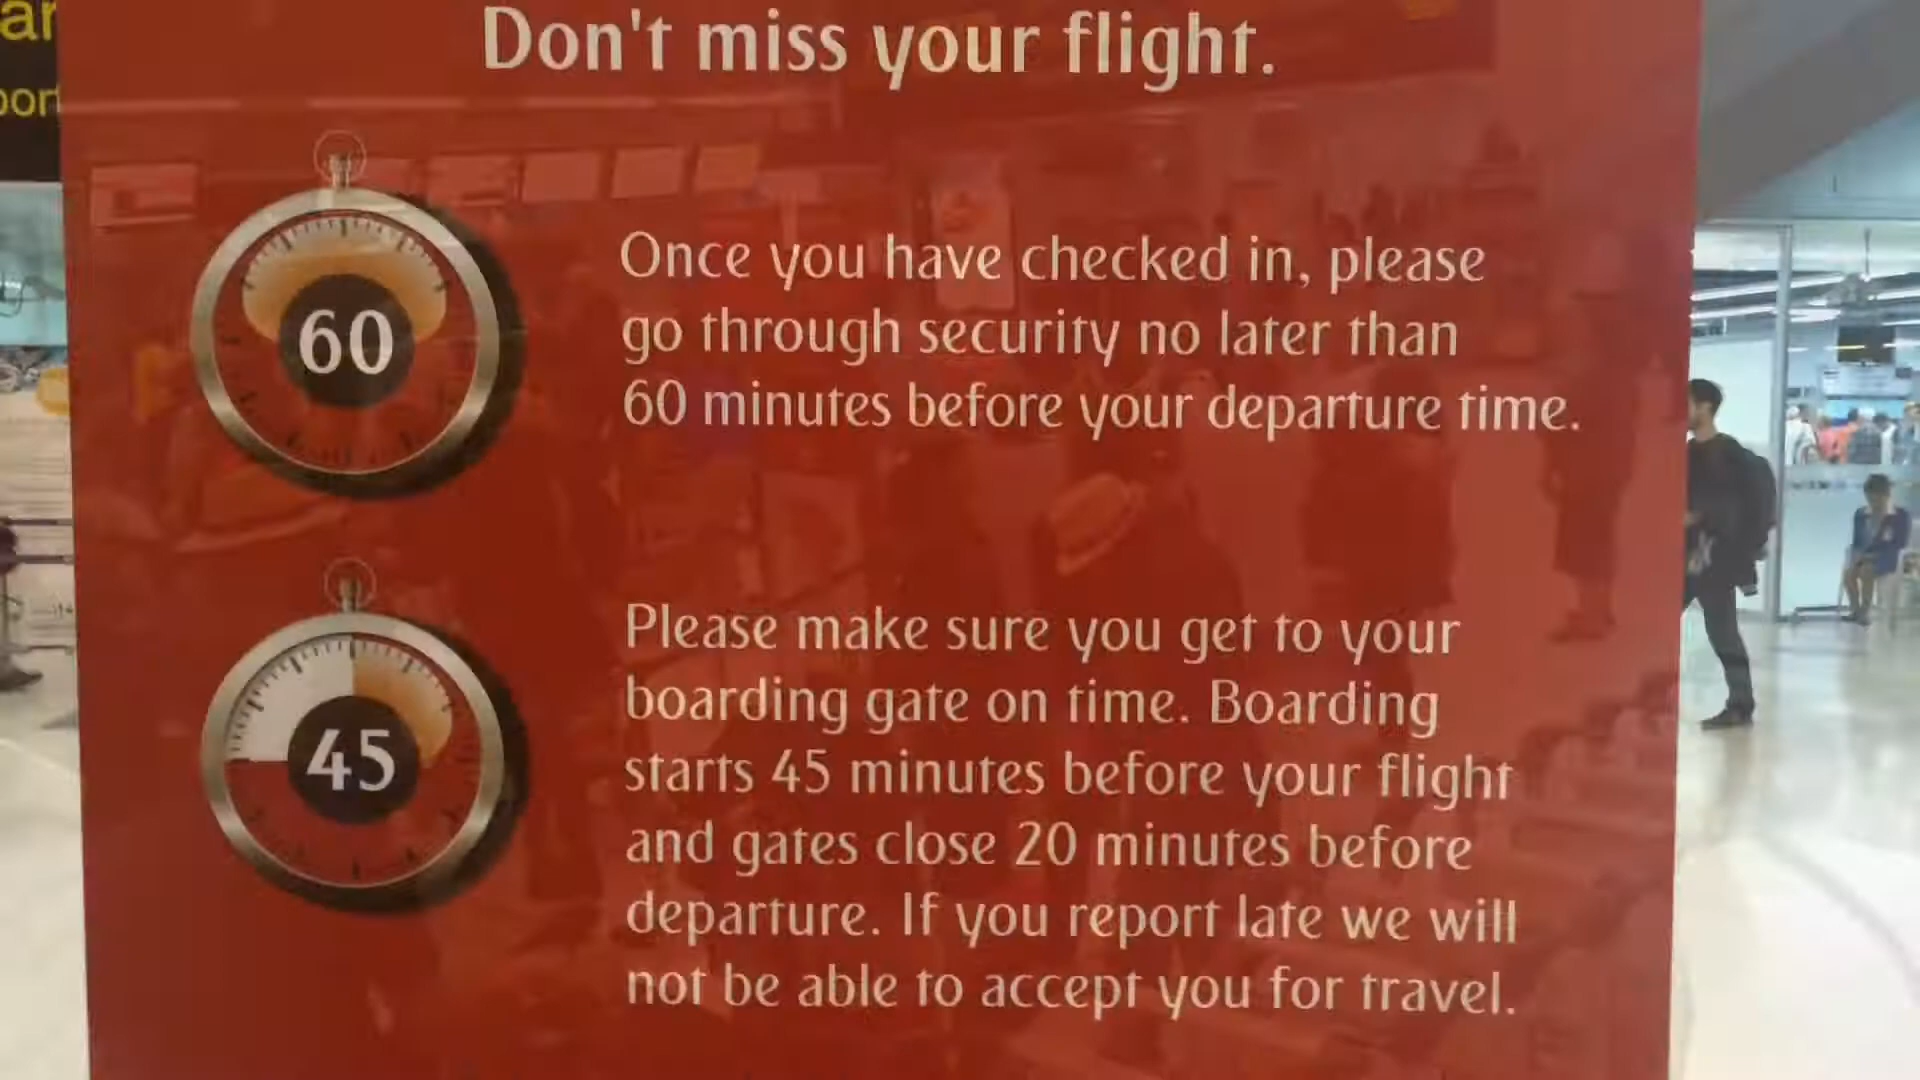 Don't miss your flight.
60
Once you have checked in, please
go through security no later than
60 minutes before your departure time.
45
Please make sure you get to your
boarding gate on time. Boarding
starts 45 minutes before your flight
and gates close 20 minutes before
departure. If you report late we will
not be able to accept you for travel.